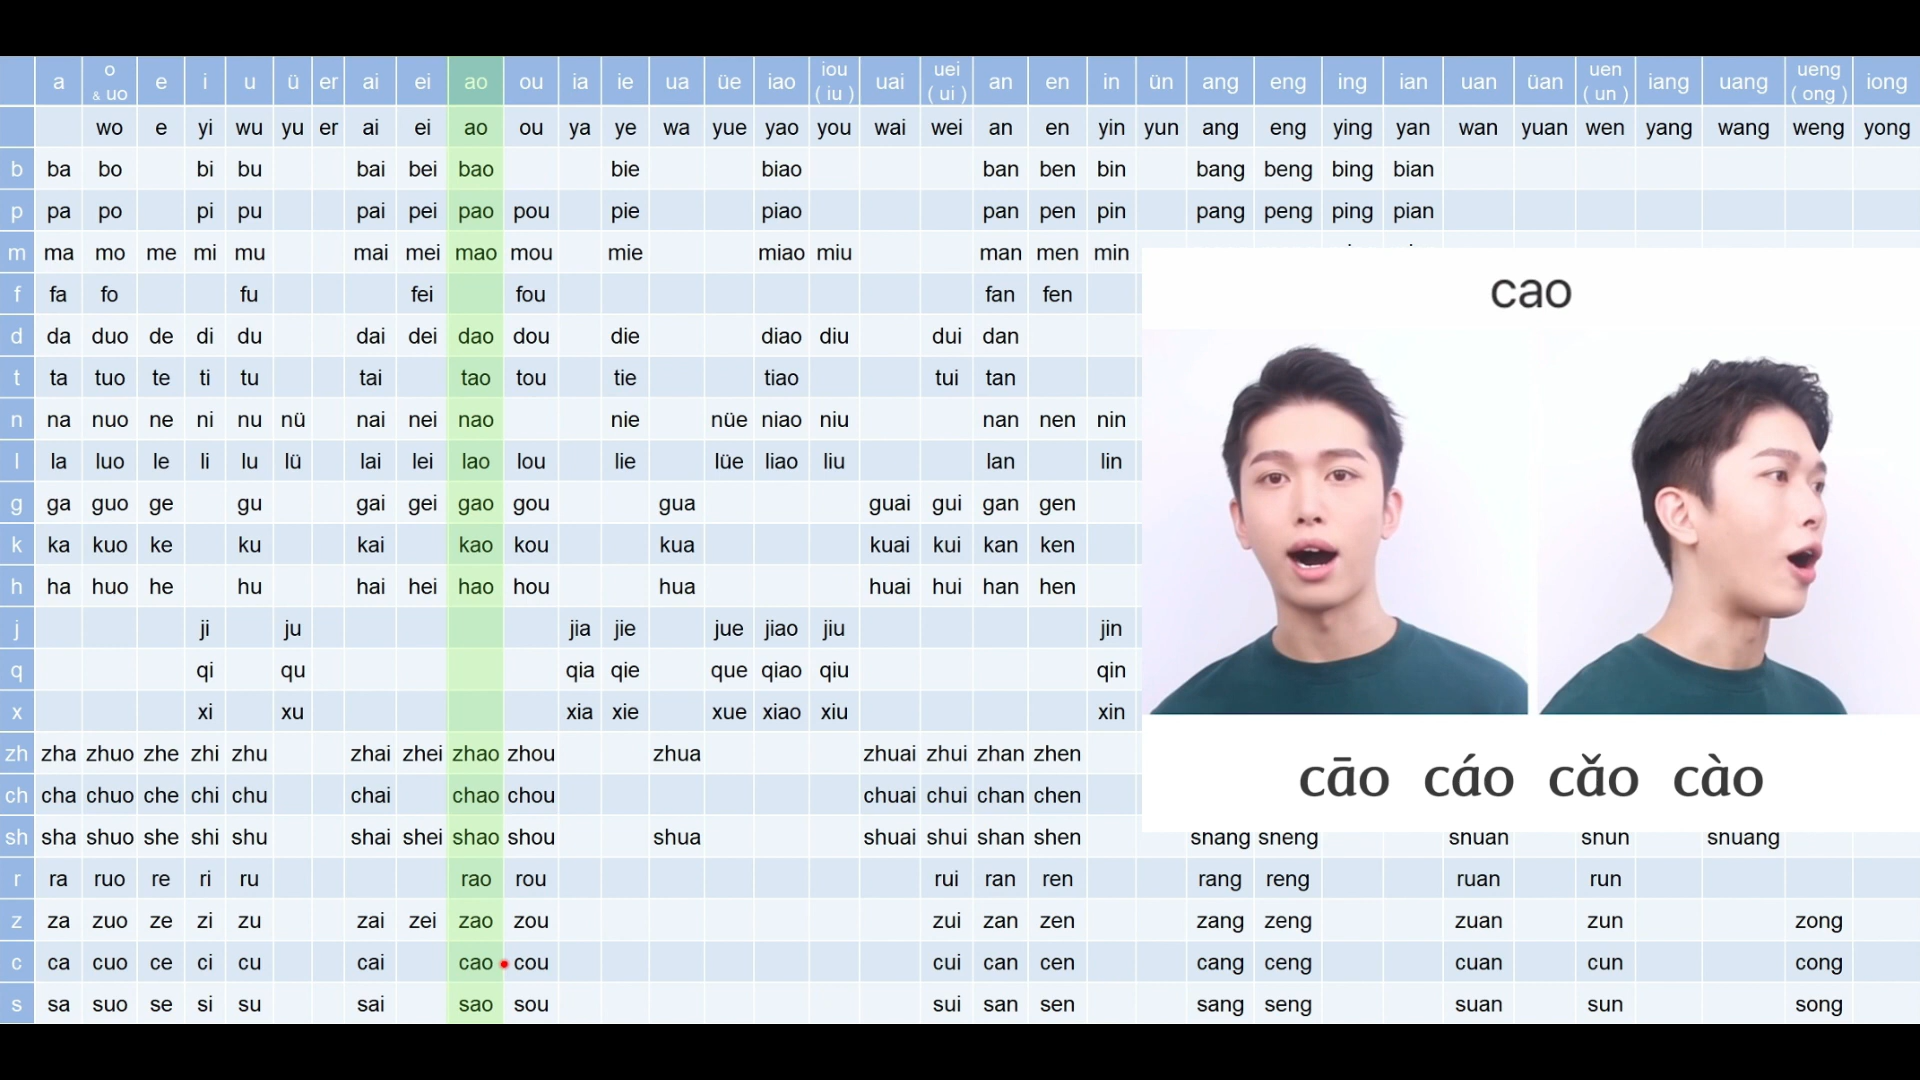 a o & uo e i u ü er ai ei ao ou ia ie ua üe iao iou ( iu ) uai uei ( ui ) an en in ün ang eng ing ian uan üan uen ( un ) iang uang ueng ( ong ) iong
wo e yi wu yu er ai ei ao ou ya ye wa yue yao you wai wei an en yin yun ang eng ying yan wan yuan wen yang wang weng yong
b ba bo bi bu bai bei bao bie biao ban ben bin bang beng bing bian
p pa po pi pu pai pei pao pou pie piao pan pen pin pang peng ping pian
m ma mo me mi mu mai mei mao mou mie miao miu man men min
f fa fo fu fei fou fan fen
d da duo de di du dai dei dao dou die diao diu dui dan
t ta tuo te ti tu tai tao tou tie tiao tui tan
n na nuo ne ni nu nü nai nei nao nie nüe niao niu nan nen nin
l la luo le li lu lü lai lei lao lou lie lüe liao liu lan lin
g ga guo ge gu gai gei gao gou gua guai gui gan gen
k ka kuo ke ku kai kao kou kua kuai kui kan ken
h ha huo he hu hai hei hao hou hua huai hui han hen
j ji ju jia jie jue jiao jiu jin
q qi qu qia qie que qiao qiu qin
x xi xu xia xie xue xiao xiu xin
zh zha zhuo zhe zhi zhu zhai zhei zhao zhou zhua zhuai zhui zhan zhen
ch cha chuo che chi chu chai chao chou chuai chui chan chen
sh sha shuo she shi shu shai shei shao shou shua shuai shui shan shen shang sheng shuan shun shuang
r ra ruo re ri ru rao rou rui ran ren rang reng ruan run
z za zuo ze zi zu zai zei zao zou zui zan zen zang zeng zuan zun zong
c ca cuo ce ci cu cai cao cou cui can cen cang ceng cuan cun cong
s sa suo se si su sai sao sou sui san sen sang seng suan sun song
cao
cāo cáo cǎo cào